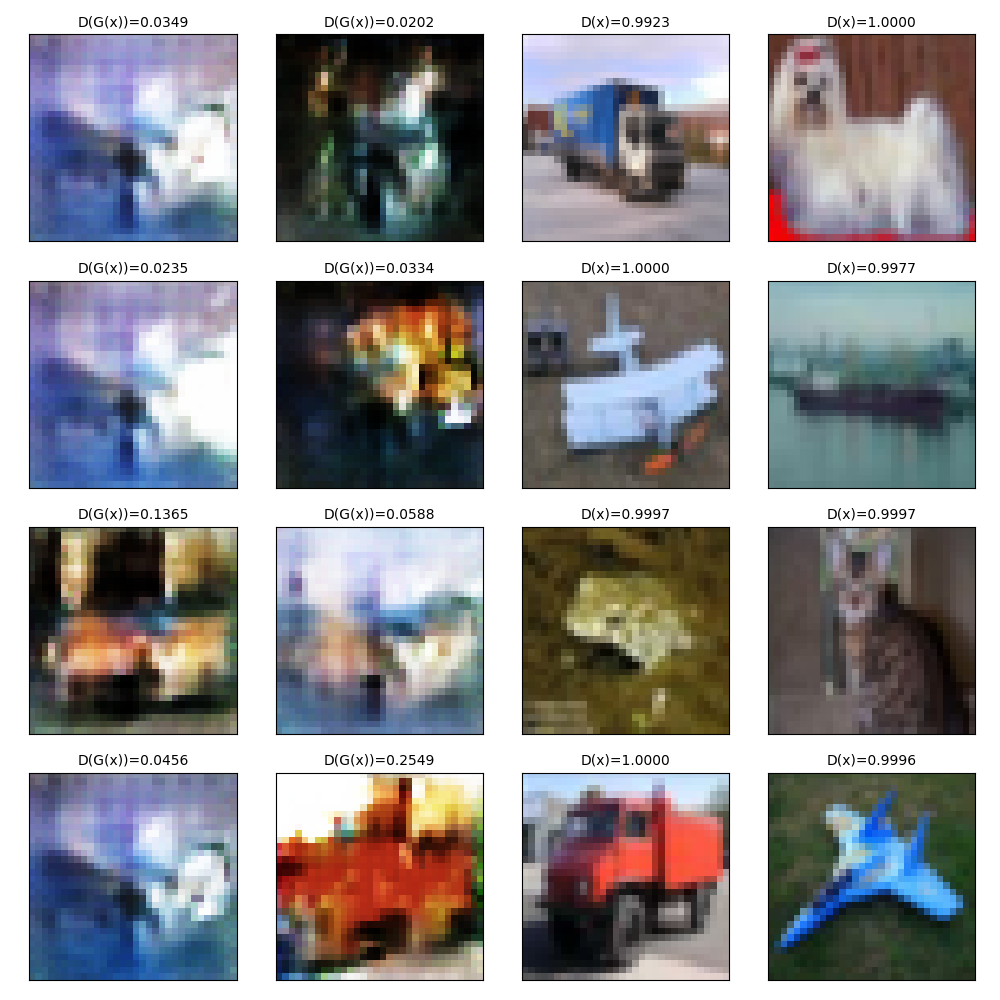 D(G(x))=0.0349 D(G(x))=0.0202 D(x)=0.9923 D(x)=1.0000
D(G(x))=0.0235 D(G(x))=0.0334 D(x)=1.0000 D(x)=0.9977
D(G(x))=0.1365 D(G(x))=0.0588 D(x)=0.9997 D(x)=0.9997
D(G(x))=0.0456 D(G(x))=0.2549 D(x)=1.0000 D(x)=0.9996